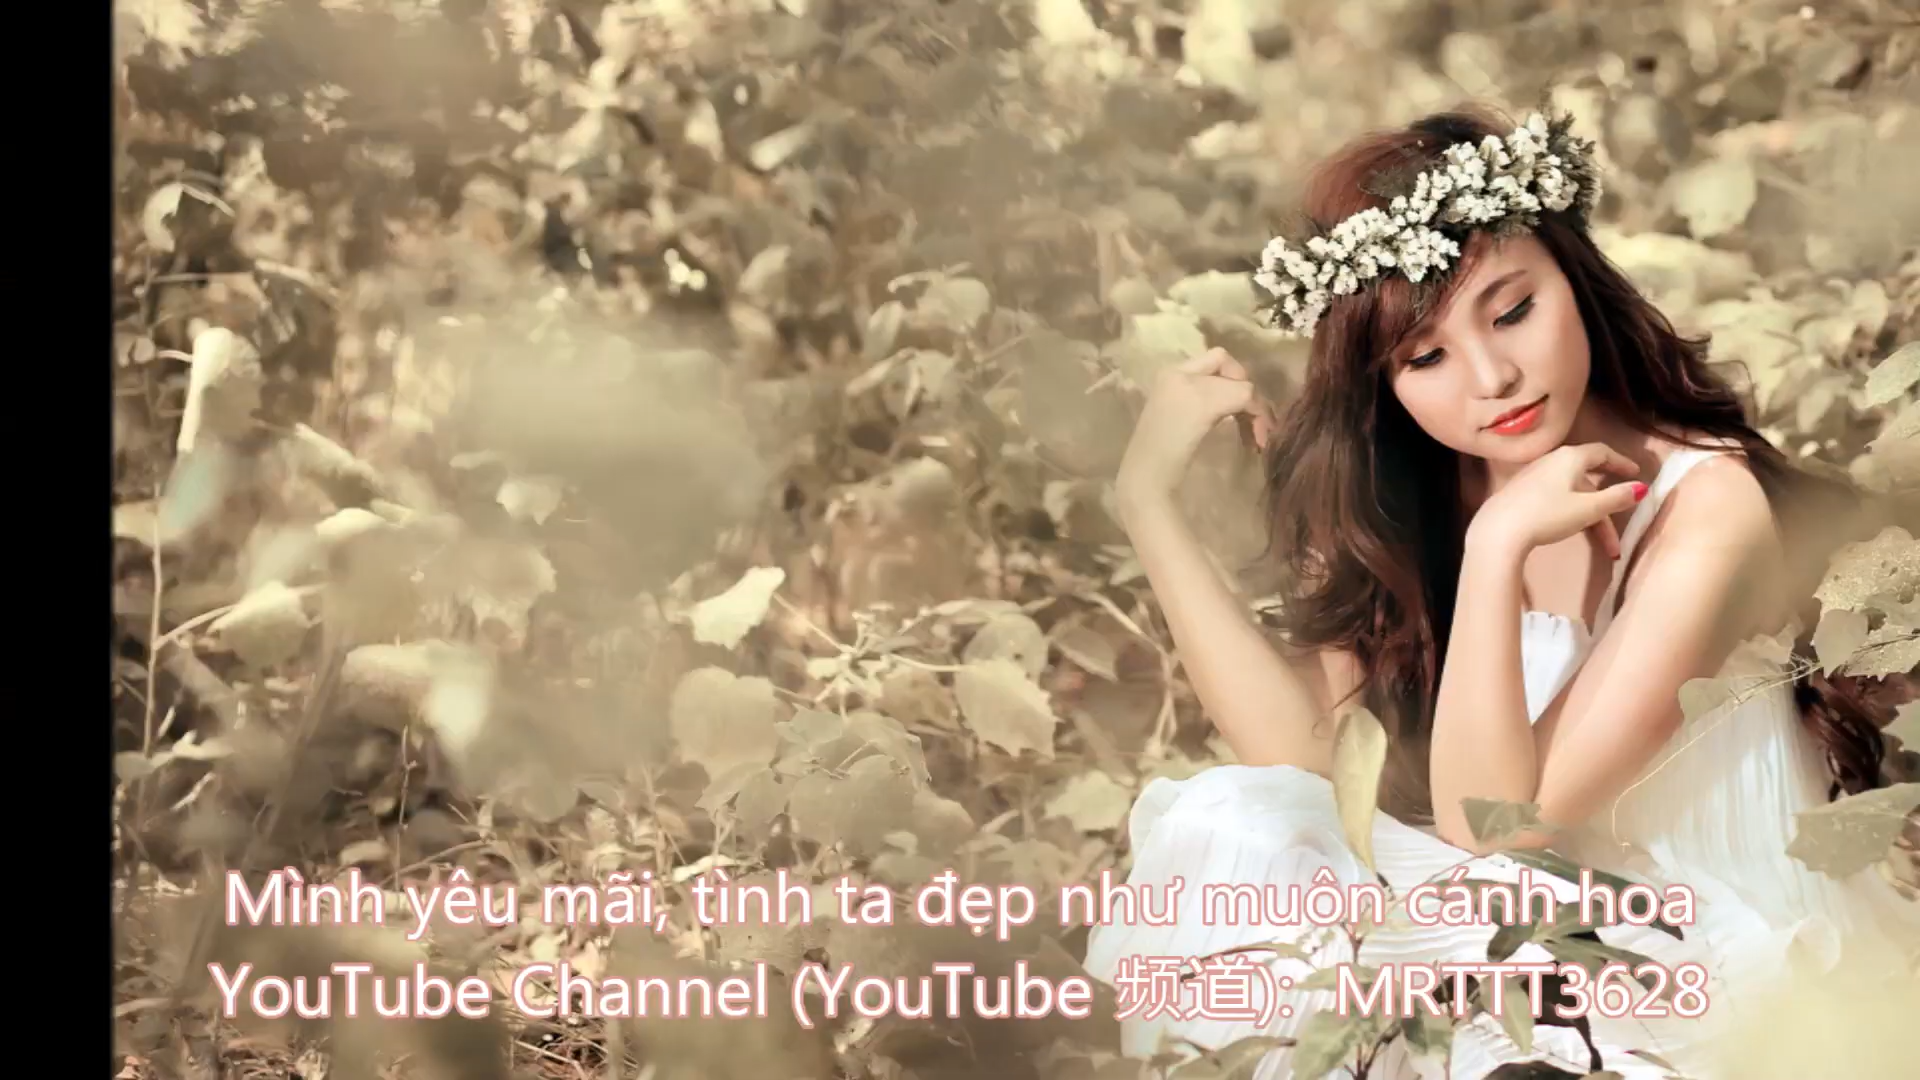 Mình yêu mãi, tình ta đẹp như muôn cánh hoa
YouTube Channel (YouTube 频道):  MRTTT3628